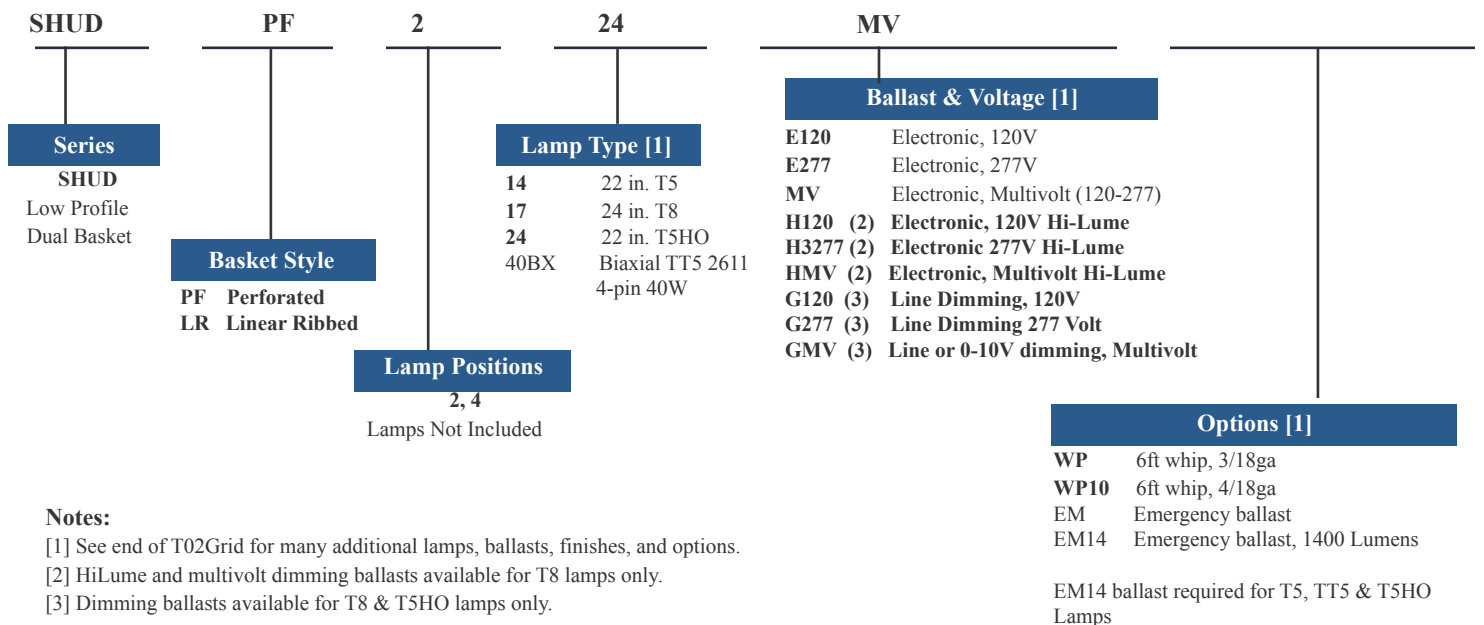 SHUD PF 2 24 MV
Series
SHUD
Low Profile
Dual Basket
Basket Style
PF Perforated
LR Linear Ribbed
Lamp Positions
2, 4
Lamps Not Included
Lamp Type [1]
14 22 in. T5
17 24 in. T8
24 22 in. T5HO
40BX Biaxial TT5 2611
4-pin 40W
Ballast & Voltage [1]
E120 Electronic, 120V
E277 Electronic, 277V
MV Electronic, Multivolt (120-277)
H120 (2) Electronic, 120V Hi-Lume
H3277 (2) Electronic 277V Hi-Lume
HMV (2) Electronic, Multivolt Hi-Lume
G120 (3) Line Dimming, 120V
G277 (3) Line Dimming 277 Volt
GMV (3) Line or 0-10V dimming, Multivolt
Options [1]
WP 6ft whip, 3/18ga
WP10 6ft whip, 4/18ga
EM Emergency ballast
EM14 Emergency ballast, 1400 Lumens
EM14 ballast required for T5, TT5 & T5HO
Lamps
Notes:
[1] See end of T02Grid for many additional lamps, ballasts, finishes, and options.
[2] HiLume and multivolt dimming ballasts available for T8 lamps only.
[3] Dimming ballasts available for T8 & T5HO lamps only.